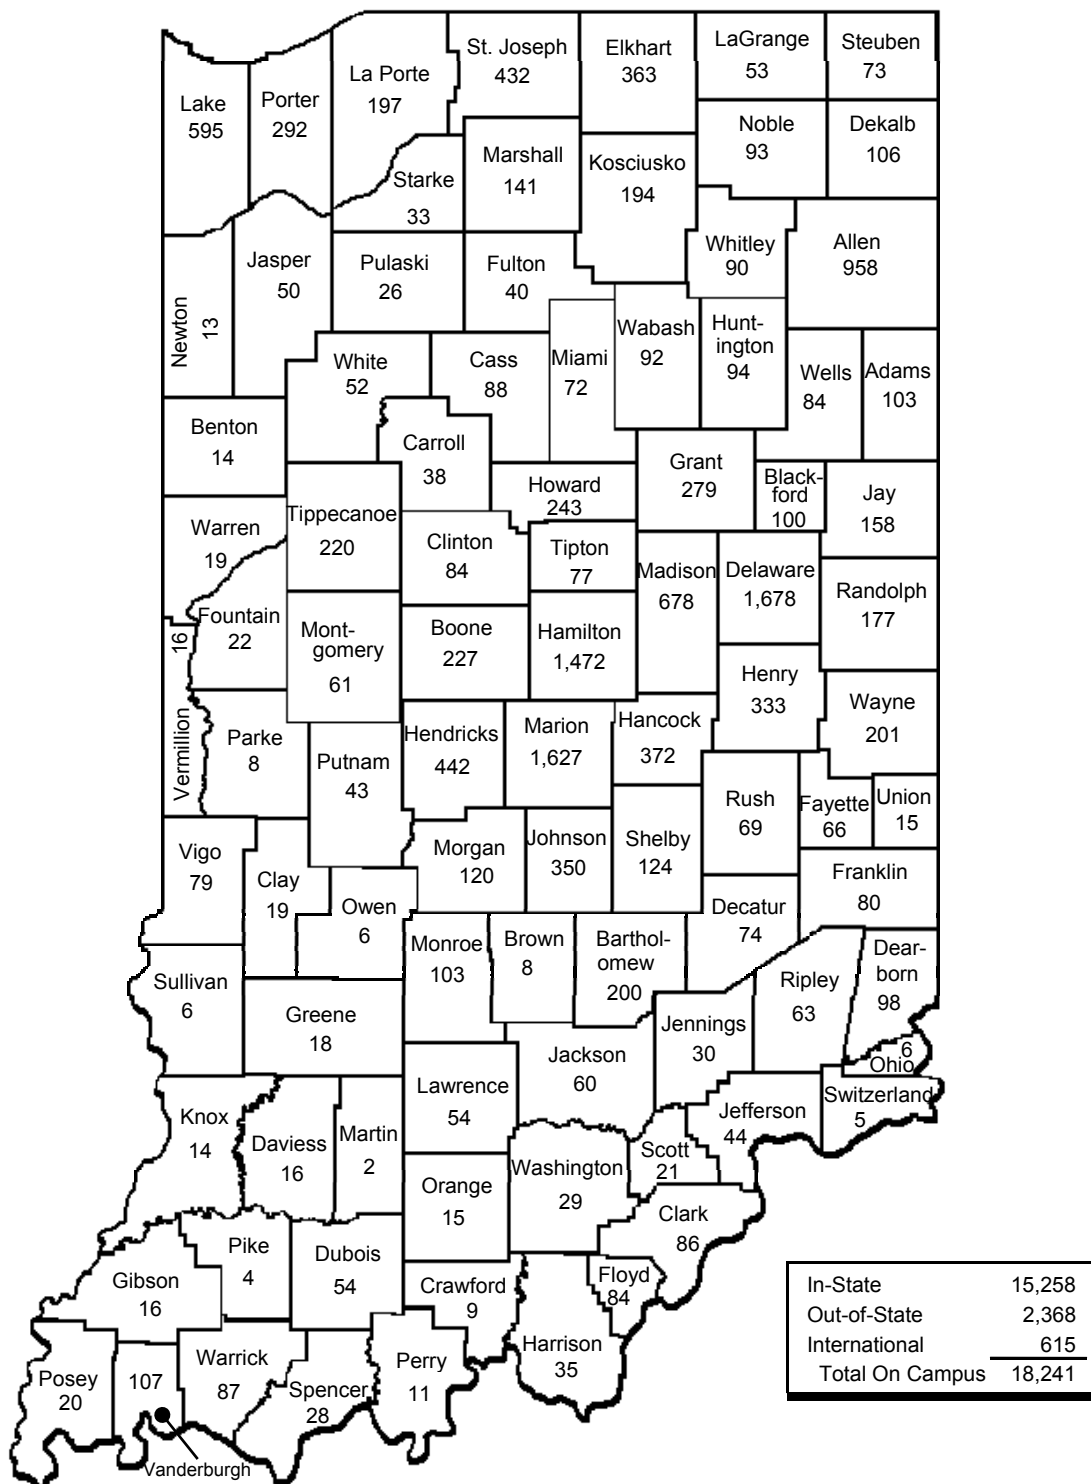 St. Joseph
432
Elkhart
363
LaGrange
53
Steuben
73
La Porte
197
Lake
595
Porter
292
Noble
93
Dekalb
106
Marshall
141
Kosciusko
194
Starke
33
Whitley
90
Allen
958
Jasper
50
Pulaski
26
Fulton
40
Newton
13
Wabash
92
Hunt-
ington
94
White
52
Cass
88
Miami
72
Wells
84
Adams
103
Benton
14
Carroll
38
Grant
279
Black-
ford
100
Jay
158
Howard
243
Warren
19
Tippecanoe
220
Clinton
84
Tipton
77
Madison
678
Delaware
1,678
Randolph
177
Fountain
22
Mont-
gomery
61
Boone
227
Hamilton
1,472
Henry
333
Vermillion
16
Wayne
201
Parke
8
Putnam
43
Hendricks
442
Marion
1,627
Hancock
372
Rush
69
Fayette
66
Union
15
Vigo
79
Clay
19
Morgan
120
Johnson
350
Shelby
124
Franklin
80
Owen
6
Decatur
74
Monroe
103
Brown
8
Barthol-
omew
200
Dear-
born
98
Sullivan
6
Ripley
63
Greene
18
Jennings
30
Jackson
60
6
Ohio
Lawrence
54
Switzerland
5
Knox
14
Daviess
16
Martin
2
Jefferson
44
Scott
21
Washington
29
Orange
15
Clark
86
Pike
4
Dubois
54
Gibson
16
Crawford
9
Floyd
84
Harrison
35
Posey
20
107
Vanderburgh
Warrick
87
Spencer
28
Perry
11
In-State 15,258
Out-of-State 2,368
International 615
Total On Campus 18,241